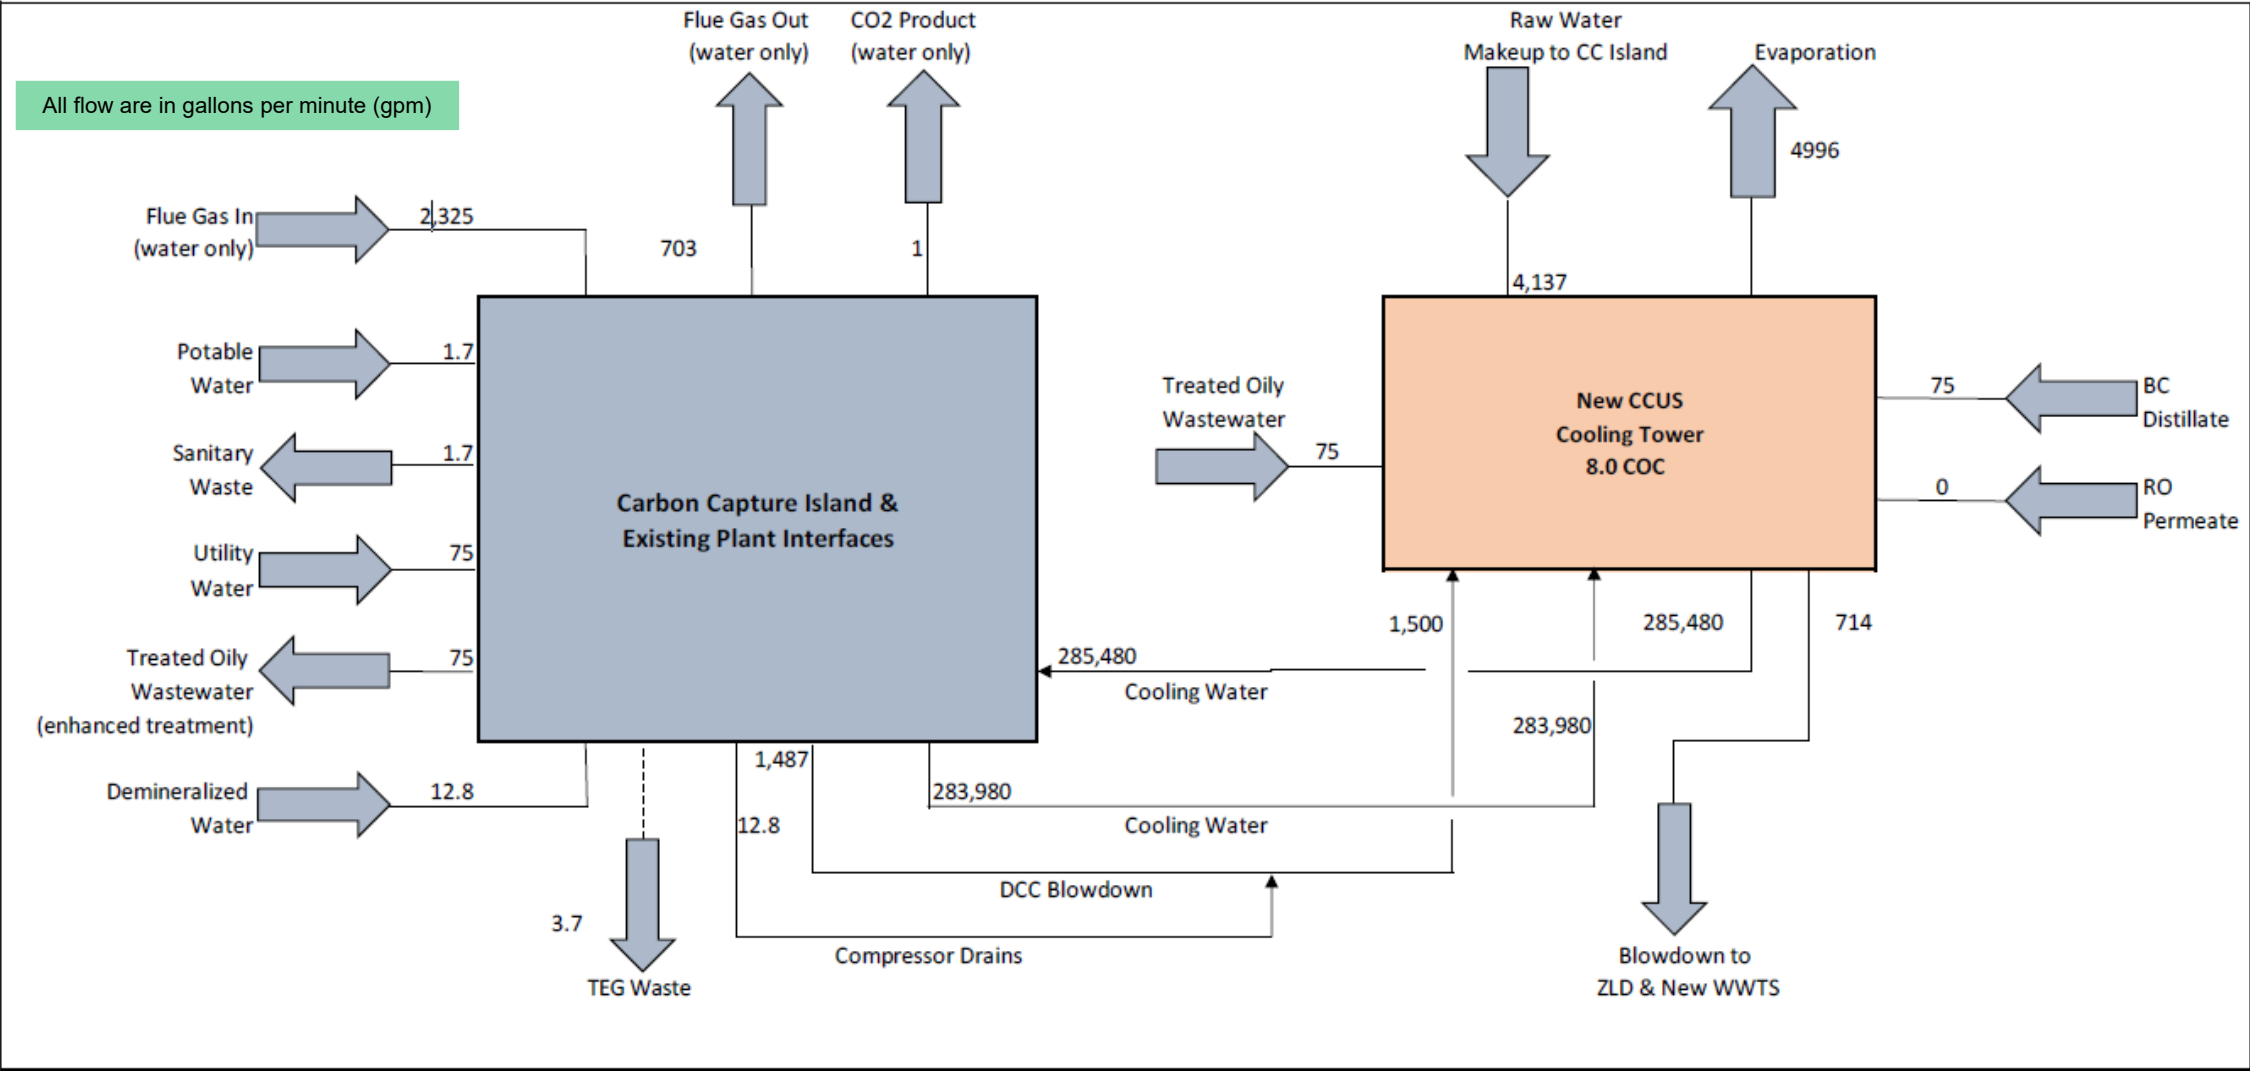 Flue Gas Out
(water only)
CO2 Product
(water only)
Raw Water
Makeup to CC Island
Evaporation
All flow are in gallons per minute (gpm)
4996
Flue Gas In
(water only)
2,325
703
1
4,137
Potable
Water
1.7
Sanitary
Waste
1.7
Utility
Water
75
Treated Oily
Wastewater
(enhanced treatment)
75
Demineralized
Water
12.8
Carbon Capture Island &
Existing Plant Interfaces
Treated Oily
Wastewater
75
New CCUS
Cooling Tower
8.0 COC
75
BC
Distillate
0
RO
Permeate
1,500
285,480
714
285,480
Cooling Water
283,980
1,487
283,980
12.8
Cooling Water
DCC Blowdown
3.7
Compressor Drains
TEG Waste
Blowdown to
ZLD & New WWTS